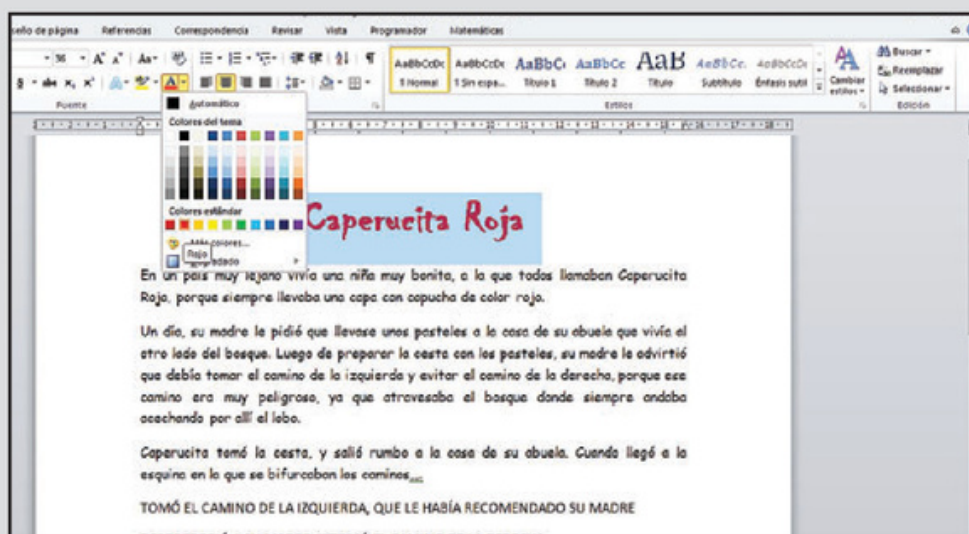 eño de página Referencias Correspondencia Revisar Vista Programador Matemáticas
36 A A Aa
AaBbCcDc AaBbCcDc AaBbC AaBbCc AaB AaBbCc. AaBbCcDc
¶ Normal ¶ Sin espa... Título 1 Título 2 Título Subtítulo Énfasis sutil
Cambiar estilos
Buscar
Reemplazar
Seleccionar
Fuente Estilos Edición
Automático
Colores del tema
Colores estándar
Más colores...
Rojo
Caperucita Roja
En un país muy lejano vivía una niña muy bonita, a la que todos llamaban Caperucita
Roja, porque siempre llevaba una capa con capucha de color rojo.
Un día, su madre le pidió que llevase unos pasteles a la casa de su abuela que vivía al
otro lado del bosque. Luego de preparar la cesta con los pasteles, su madre le advirtió
que debía tomar el camino de la izquierda y evitar el camino de la derecha, porque ese
camino era muy peligroso, ya que atravesaba el bosque donde siempre andaba
acechando por allí el lobo.
Caperucita tomó la cesta, y salió rumbo a la casa de su abuela. Cuando llegó a la
esquina en la que se bifurcaban los caminos...
TOMÓ EL CAMINO DE LA IZQUIERDA, QUE LE HABÍA RECOMENDADO SU MADRE